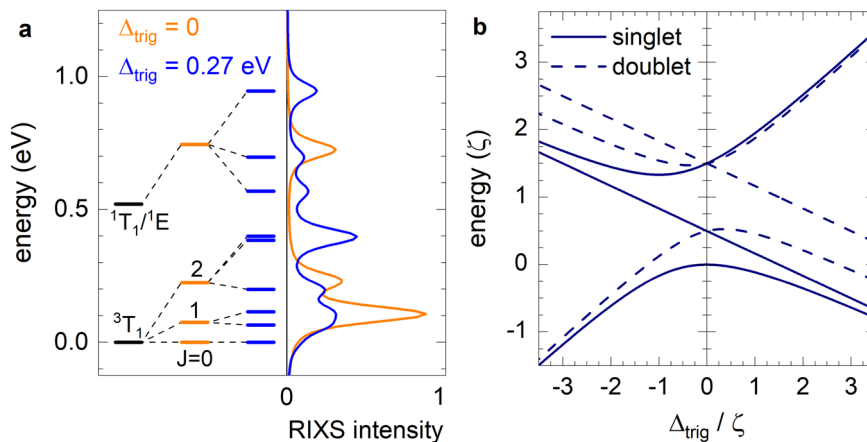 a
Δtrig = 0
Δtrig = 0.27 eV
1.0
0.5
0.0
energy (eV)
¹T₁/¹E
³T₁
2
1
J=0
0
1
RIXS intensity
b
singlet
doublet
3
2
1
0
-1
energy (ζ)
-3 -2 -1 0 1 2 3
Δtrig / ζ